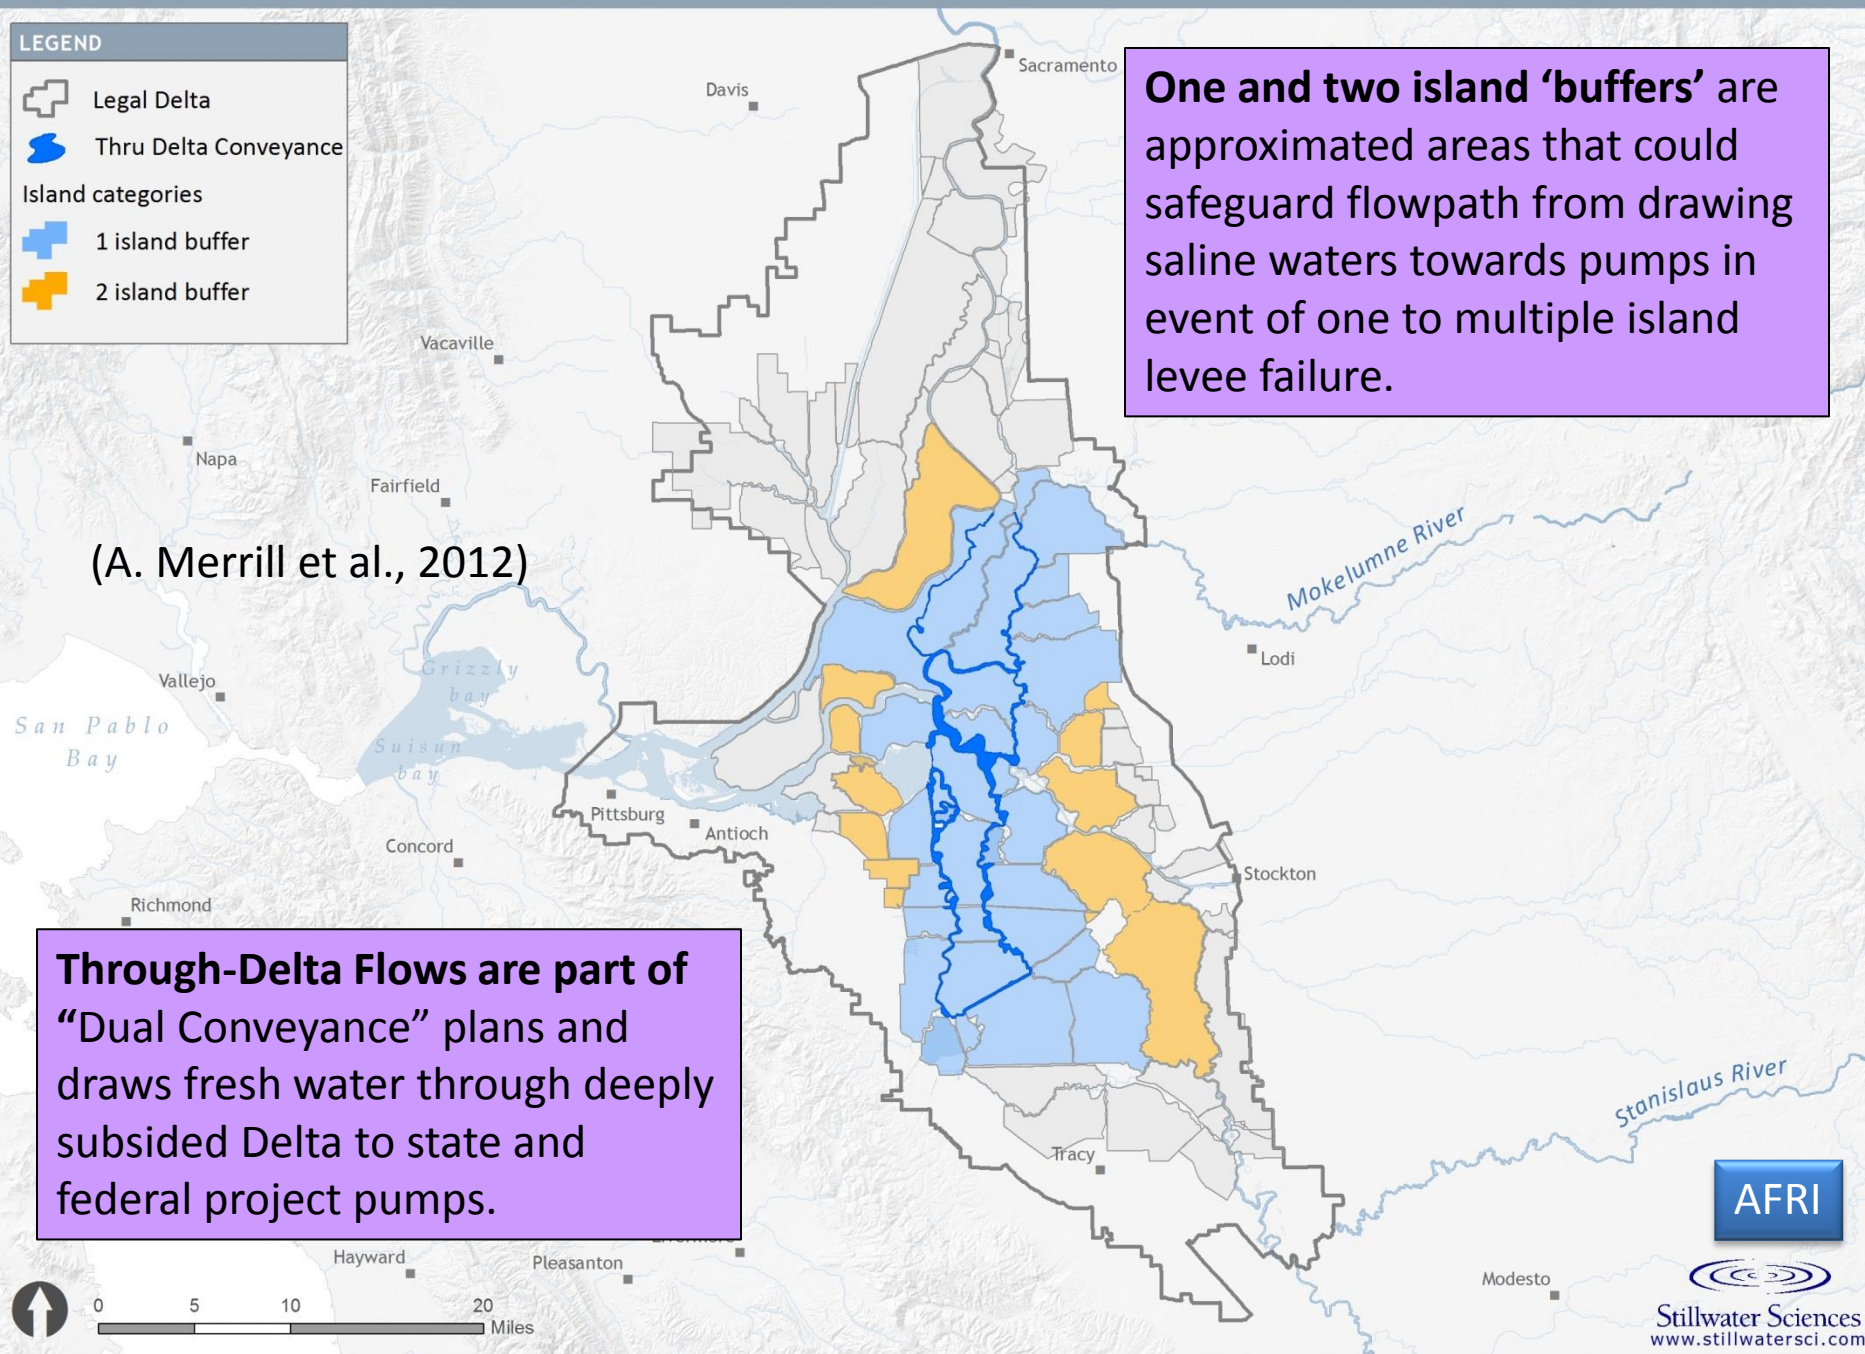 LEGEND
Legal Delta
Thru Delta Conveyance
Island categories
1 island buffer
2 island buffer
One and two island ‘buffers’ are
approximated areas that could
safeguard flowpath from drawing
saline waters towards pumps in
event of one to multiple island
levee failure.
Sacramento
Davis
Vacaville
Napa
Fairfield
(A. Merrill et al., 2012)
Mokelumne River
Lodi
Grizzly
bay
Vallejo
San Pablo
Bay
Suisun
bay
Pittsburg
Antioch
Concord
Stockton
Richmond
Through-Delta Flows are part of
“Dual Conveyance” plans and
draws fresh water through deeply
subsided Delta to state and
federal project pumps.
Stanislaus River
Tracy
AFRI
Hayward
Pleasanton
Modesto
0 5 10 20
Miles
Stillwater Sciences
www.stillwatersci.com